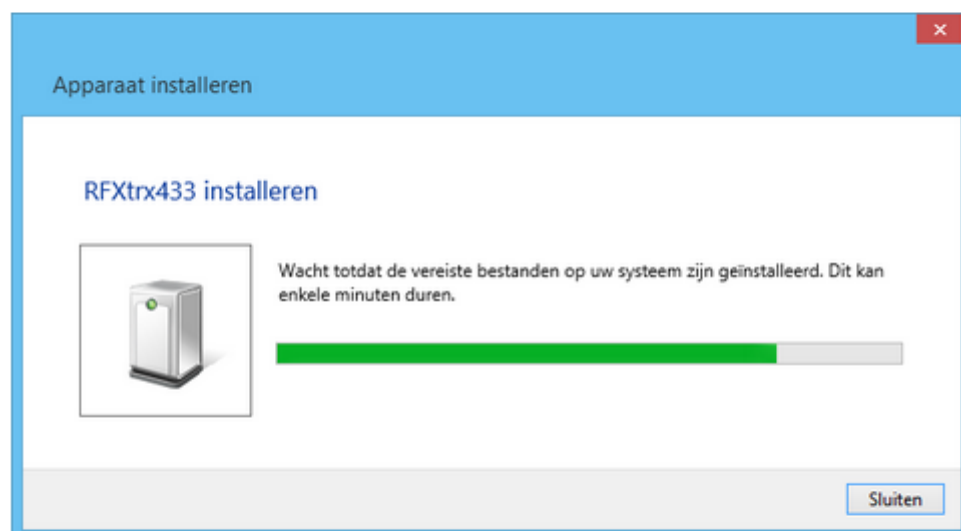 Apparaat installeren
RFXtrx433 installeren
Wacht totdat de vereiste bestanden op uw systeem zijn geïnstalleerd. Dit kan
enkele minuten duren.
Sluiten